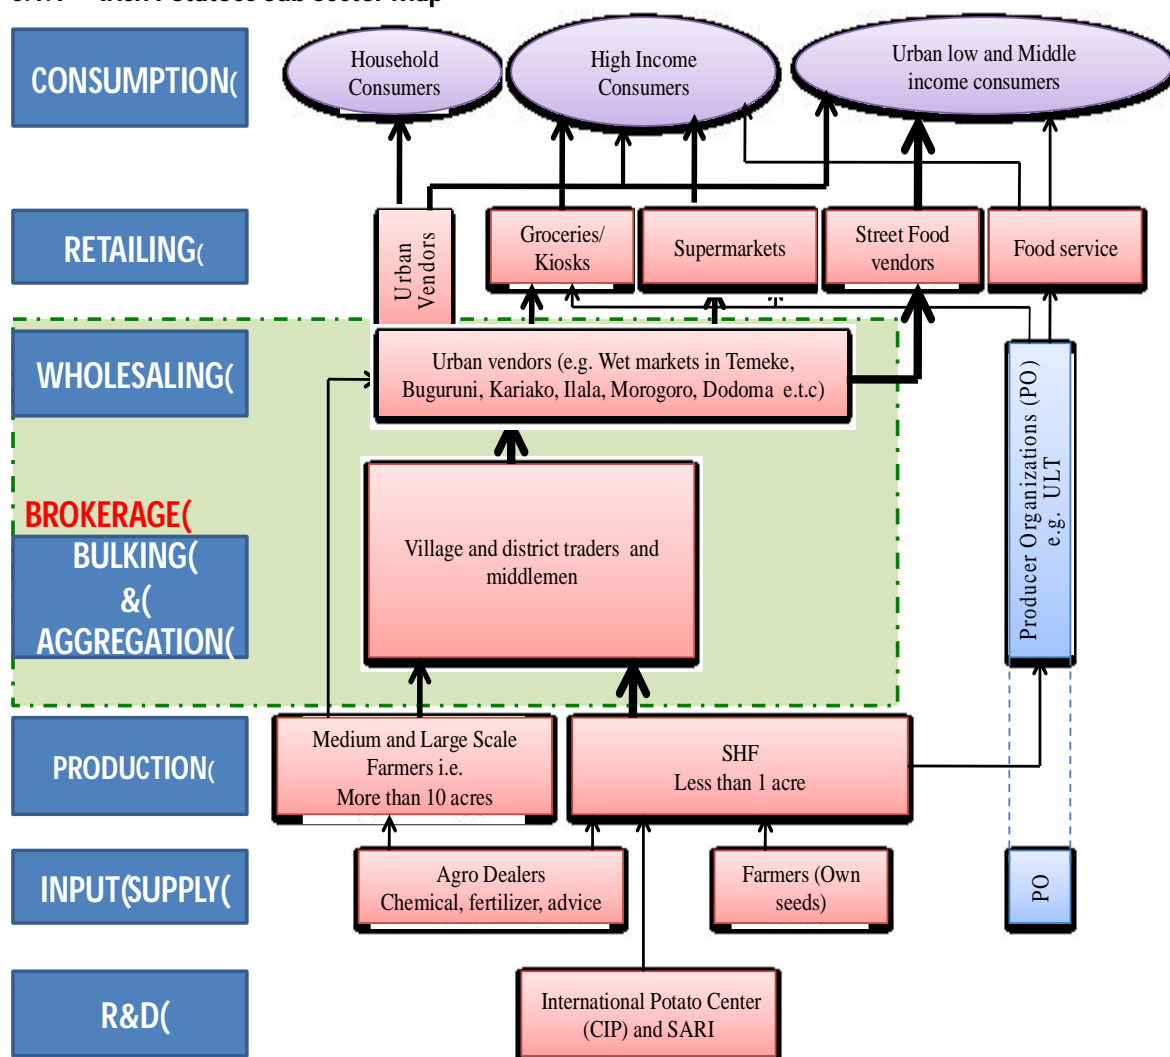 CONSUMPTION(
Household
Consumers
High Income
Consumers
Urban low and Middle
income consumers
RETAILING(
Urban
Vendors
Groceries/
Kiosks
Supermarkets
Street Food
vendors
Food service
WHOLESALING(
Urban vendors (e.g. Wet markets in Temeke,
Buguruni, Kariako, Ilala, Morogoro, Dodoma e.t.c)
Producer Organizations (PO)
e.g. ULT
BROKERAGE(
BULKING(
&(
AGGREGATION(
Village and district traders and
middlemen
PRODUCTION(
Medium and Large Scale
Farmers i.e.
More than 10 acres
SHF
Less than 1 acre
INPUT(SUPPLY(
Agro Dealers
Chemical, fertilizer, advice
Farmers (Own
seeds)
PO
R&D(
International Potato Center
(CIP) and SARI